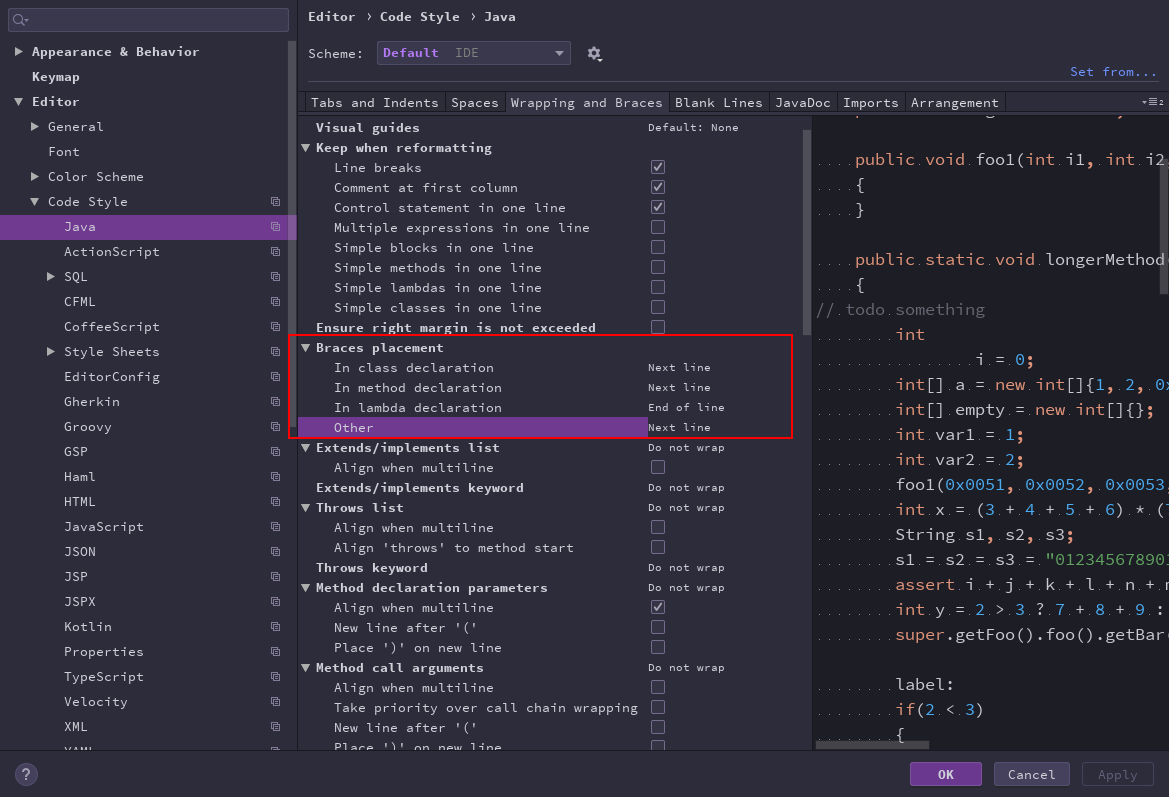 Appearance & Behavior
Keymap
Editor
General
Font
Color Scheme
Code Style
Java
ActionScript
SQL
CFML
CoffeeScript
Style Sheets
EditorConfig
Gherkin
Groovy
GSP
Haml
HTML
JavaScript
JSON
JSP
JSPX
Kotlin
Properties
TypeScript
Velocity
XML
YAML
Editor › Code Style › Java
Scheme: Default IDE
Set from...
Tabs and Indents Spaces Wrapping and Braces Blank Lines JavaDoc Imports Arrangement
Visual guides Default: None
Keep when reformatting
Line breaks
Comment at first column
Control statement in one line
Multiple expressions in one line
Simple blocks in one line
Simple methods in one line
Simple lambdas in one line
Simple classes in one line
Ensure right margin is not exceeded
Braces placement
In class declaration Next line
In method declaration Next line
In lambda declaration End of line
Other Next line
Extends/implements list Do not wrap
Align when multiline
Extends/implements keyword Do not wrap
Throws list Do not wrap
Align when multiline
Align 'throws' to method start
Throws keyword Do not wrap
Method declaration parameters Do not wrap
Align when multiline
New line after '('
Place ')' on new line
Method call arguments Do not wrap
Align when multiline
Take priority over call chain wrapping
New line after '('
Place ')' on new line
public void foo1(int i1, int i2,
{
}
public static void longerMethod(
{
// todo something
int
i = 0;
int[] a = new int[]{1, 2, 0x
int[] empty = new int[]{};
int var1 = 1;
int var2 = 2;
foo1(0x0051, 0x0052, 0x0053,
int x = (3 + 4 + 5 + 6) * (7
String s1, s2, s3;
s1 = s2 = s3 = "012345678901
assert i + j + k + l + n +
int y = 2 > 3 ? 7 + 8 + 9 :
super.getFoo().foo().getBar(
label:
if(2 < 3)
{
?
OK Cancel Apply